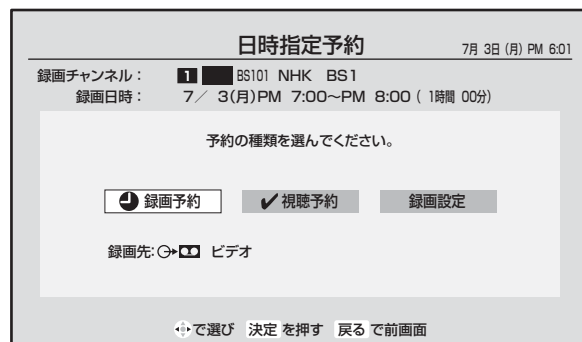 日時指定予約 7月 3日 (月) PM 6:01
録画チャンネル： 1 BS101 NHK BS1
録画日時： 7／ 3(月)PM 7:00～PM 8:00 ( 1時間 00分)
予約の種類を選んでください。
録画予約 ✔視聴予約 録画設定
録画先: ビデオ
で選び 決定 を押す 戻る で前画面